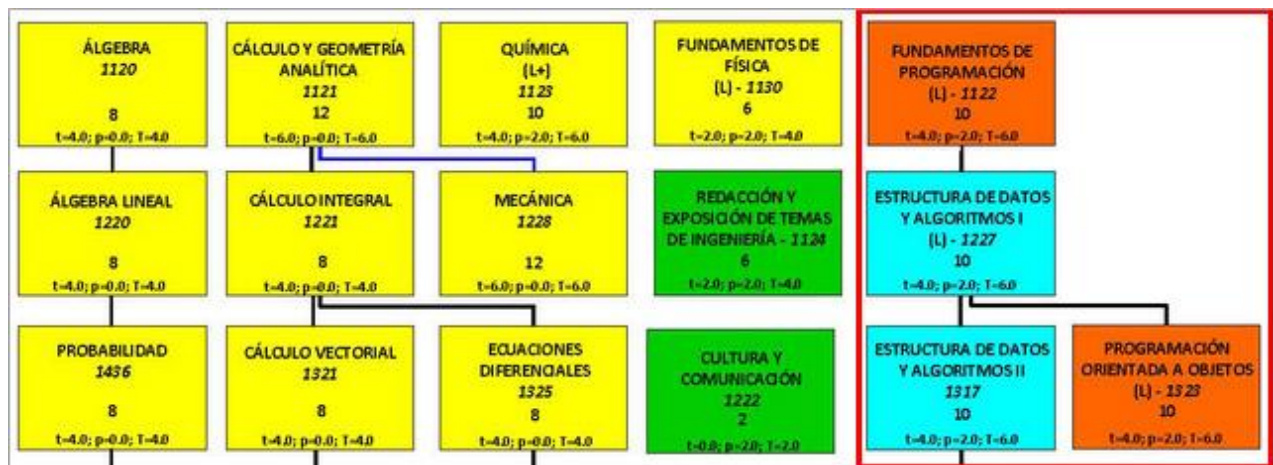 ÁLGEBRA
1120
8
t=4.0; p=0.0; T=4.0
CÁLCULO Y GEOMETRÍA
ANALÍTICA
1121
12
t=6.0; p=0.0; T=6.0
QUÍMICA
(L+)
1123
10
t=4.0; p=2.0; T=6.0
FUNDAMENTOS DE
FÍSICA
(L) - 1130
6
t=2.0; p=2.0; T=4.0
FUNDAMENTOS DE
PROGRAMACIÓN
(L) - 1122
10
t=4.0; p=2.0; T=6.0
ÁLGEBRA LINEAL
1220
8
t=4.0; p=0.0; T=4.0
CÁLCULO INTEGRAL
1221
8
t=4.0; p=0.0; T=4.0
MECÁNICA
1228
12
t=6.0; p=0.0; T=6.0
REDACCIÓN Y
EXPOSICIÓN DE TEMAS
DE INGENIERÍA - 1124
6
t=2.0; p=2.0; T=4.0
ESTRUCTURA DE DATOS
Y ALGORITMOS I
(L) - 1227
10
t=4.0; p=2.0; T=6.0
PROBABILIDAD
1436
8
t=4.0; p=0.0; T=4.0
CÁLCULO VECTORIAL
1321
8
t=4.0; p=0.0; T=4.0
ECUACIONES
DIFERENCIALES
1325
8
t=4.0; p=0.0; T=4.0
CULTURA Y
COMUNICACIÓN
1222
2
t=0.0; p=2.0; T=2.0
ESTRUCTURA DE DATOS
Y ALGORITMOS II
1317
10
t=4.0; p=2.0; T=6.0
PROGRAMACIÓN
ORIENTADA A OBJETOS
(L) - 1323
10
t=4.0; p=2.0; T=6.0